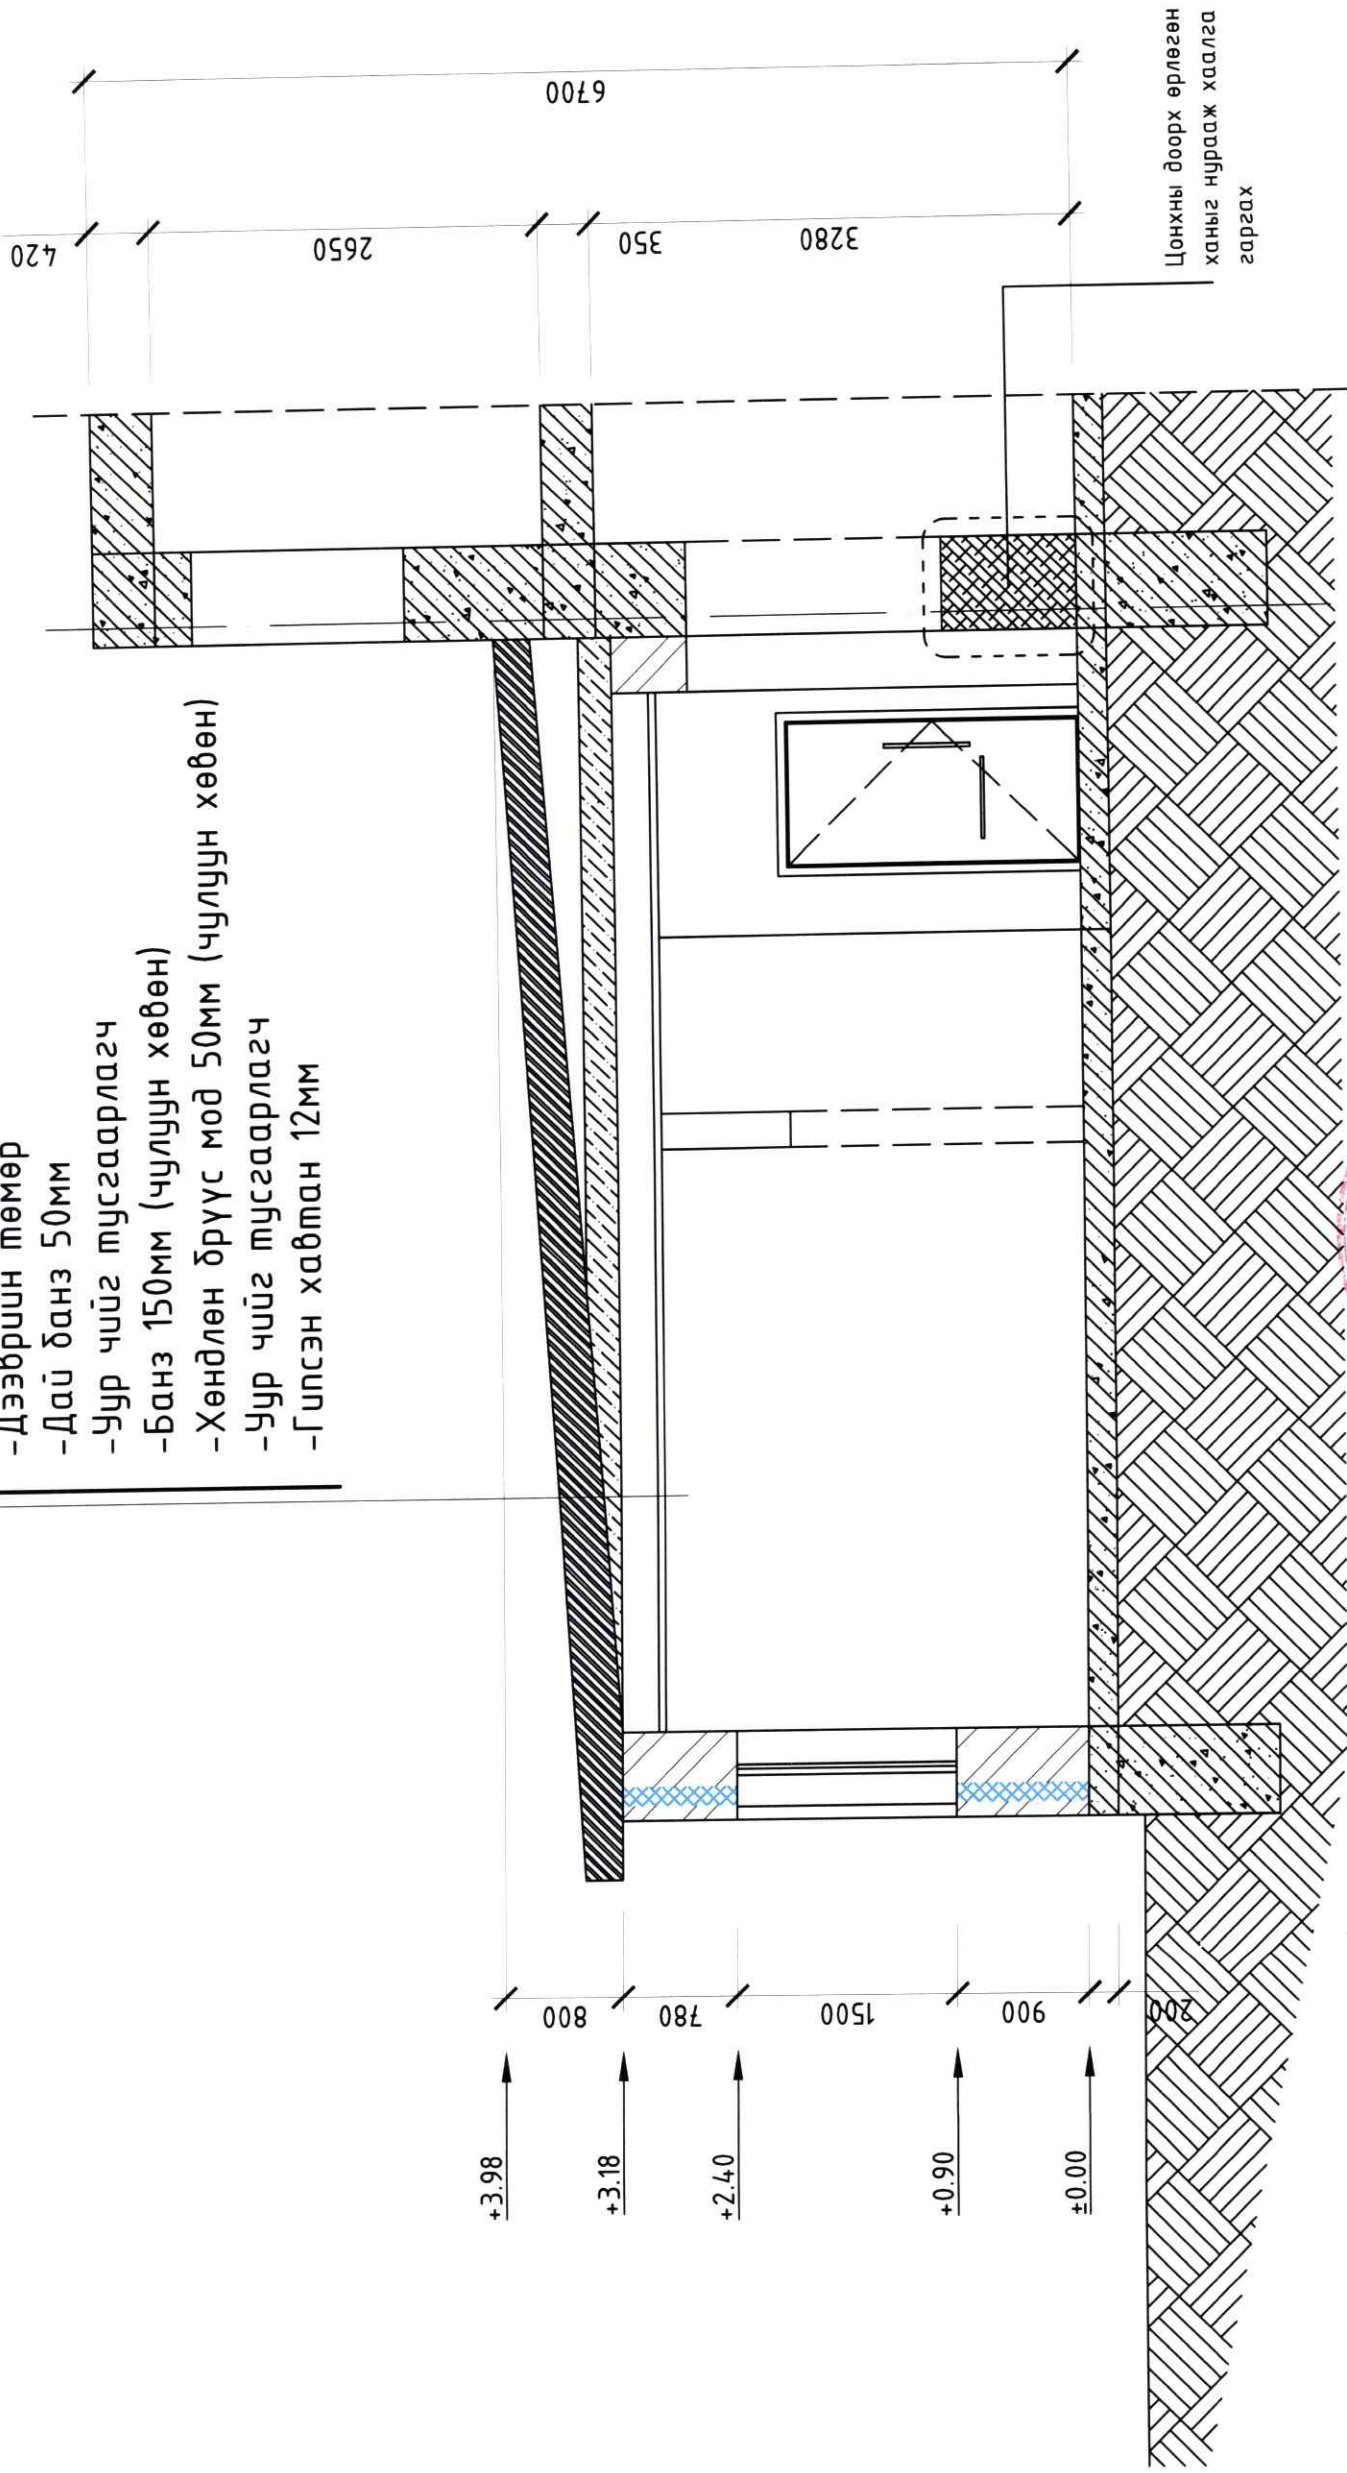 -Дээврийн төмөр
-Дай банз 50мм
-Уур чийг тусгаарлагч
-Банз 150мм (чулуун хөвөн)
-Хөндлөн бруус мод 50мм (чулуун хөвөн)
-Уур чийг тусгаарлагч
-Гипсэн хавтан 12мм
420
2650
350
3280
6700
Цонхны доорх өрлөгөн
ханыг нурааж хаалга
гаргах
+3.98
+3.18
+2.40
+0.90
±0.00
800
780
1500
900
200